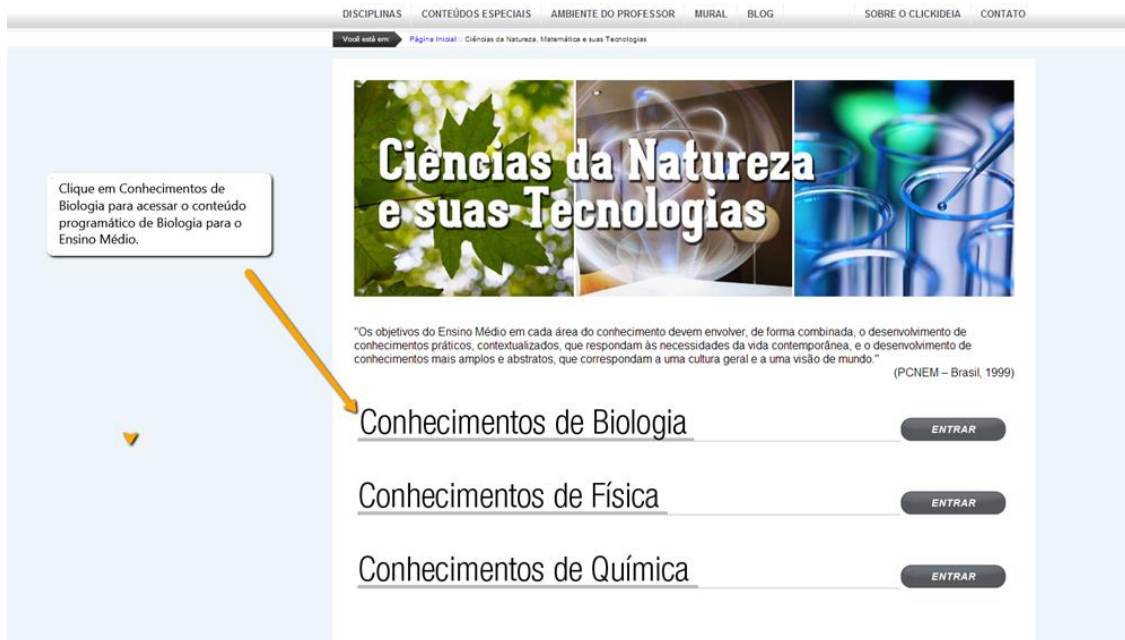 DISCIPLINAS CONTEÚDOS ESPECIAIS AMBIENTE DO PROFESSOR MURAL BLOG SOBRE O CLICKIDEIA CONTATO
Você está em: Página Inicial :: Ciências da Natureza, Matemática e suas Tecnologias
Ciências da Natureza
e suas Tecnologias
Clique em Conhecimentos de
Biologia para acessar o conteúdo
programático de Biologia para o
Ensino Médio.
"Os objetivos do Ensino Médio em cada área do conhecimento devem envolver, de forma combinada, o desenvolvimento de
conhecimentos práticos, contextualizados, que respondam às necessidades da vida contemporânea, e o desenvolvimento de
conhecimentos mais amplos e abstratos, que correspondam a uma cultura geral e a uma visão de mundo."
(PCNEM – Brasil, 1999)
Conhecimentos de Biologia ENTRAR
Conhecimentos de Física ENTRAR
Conhecimentos de Química ENTRAR